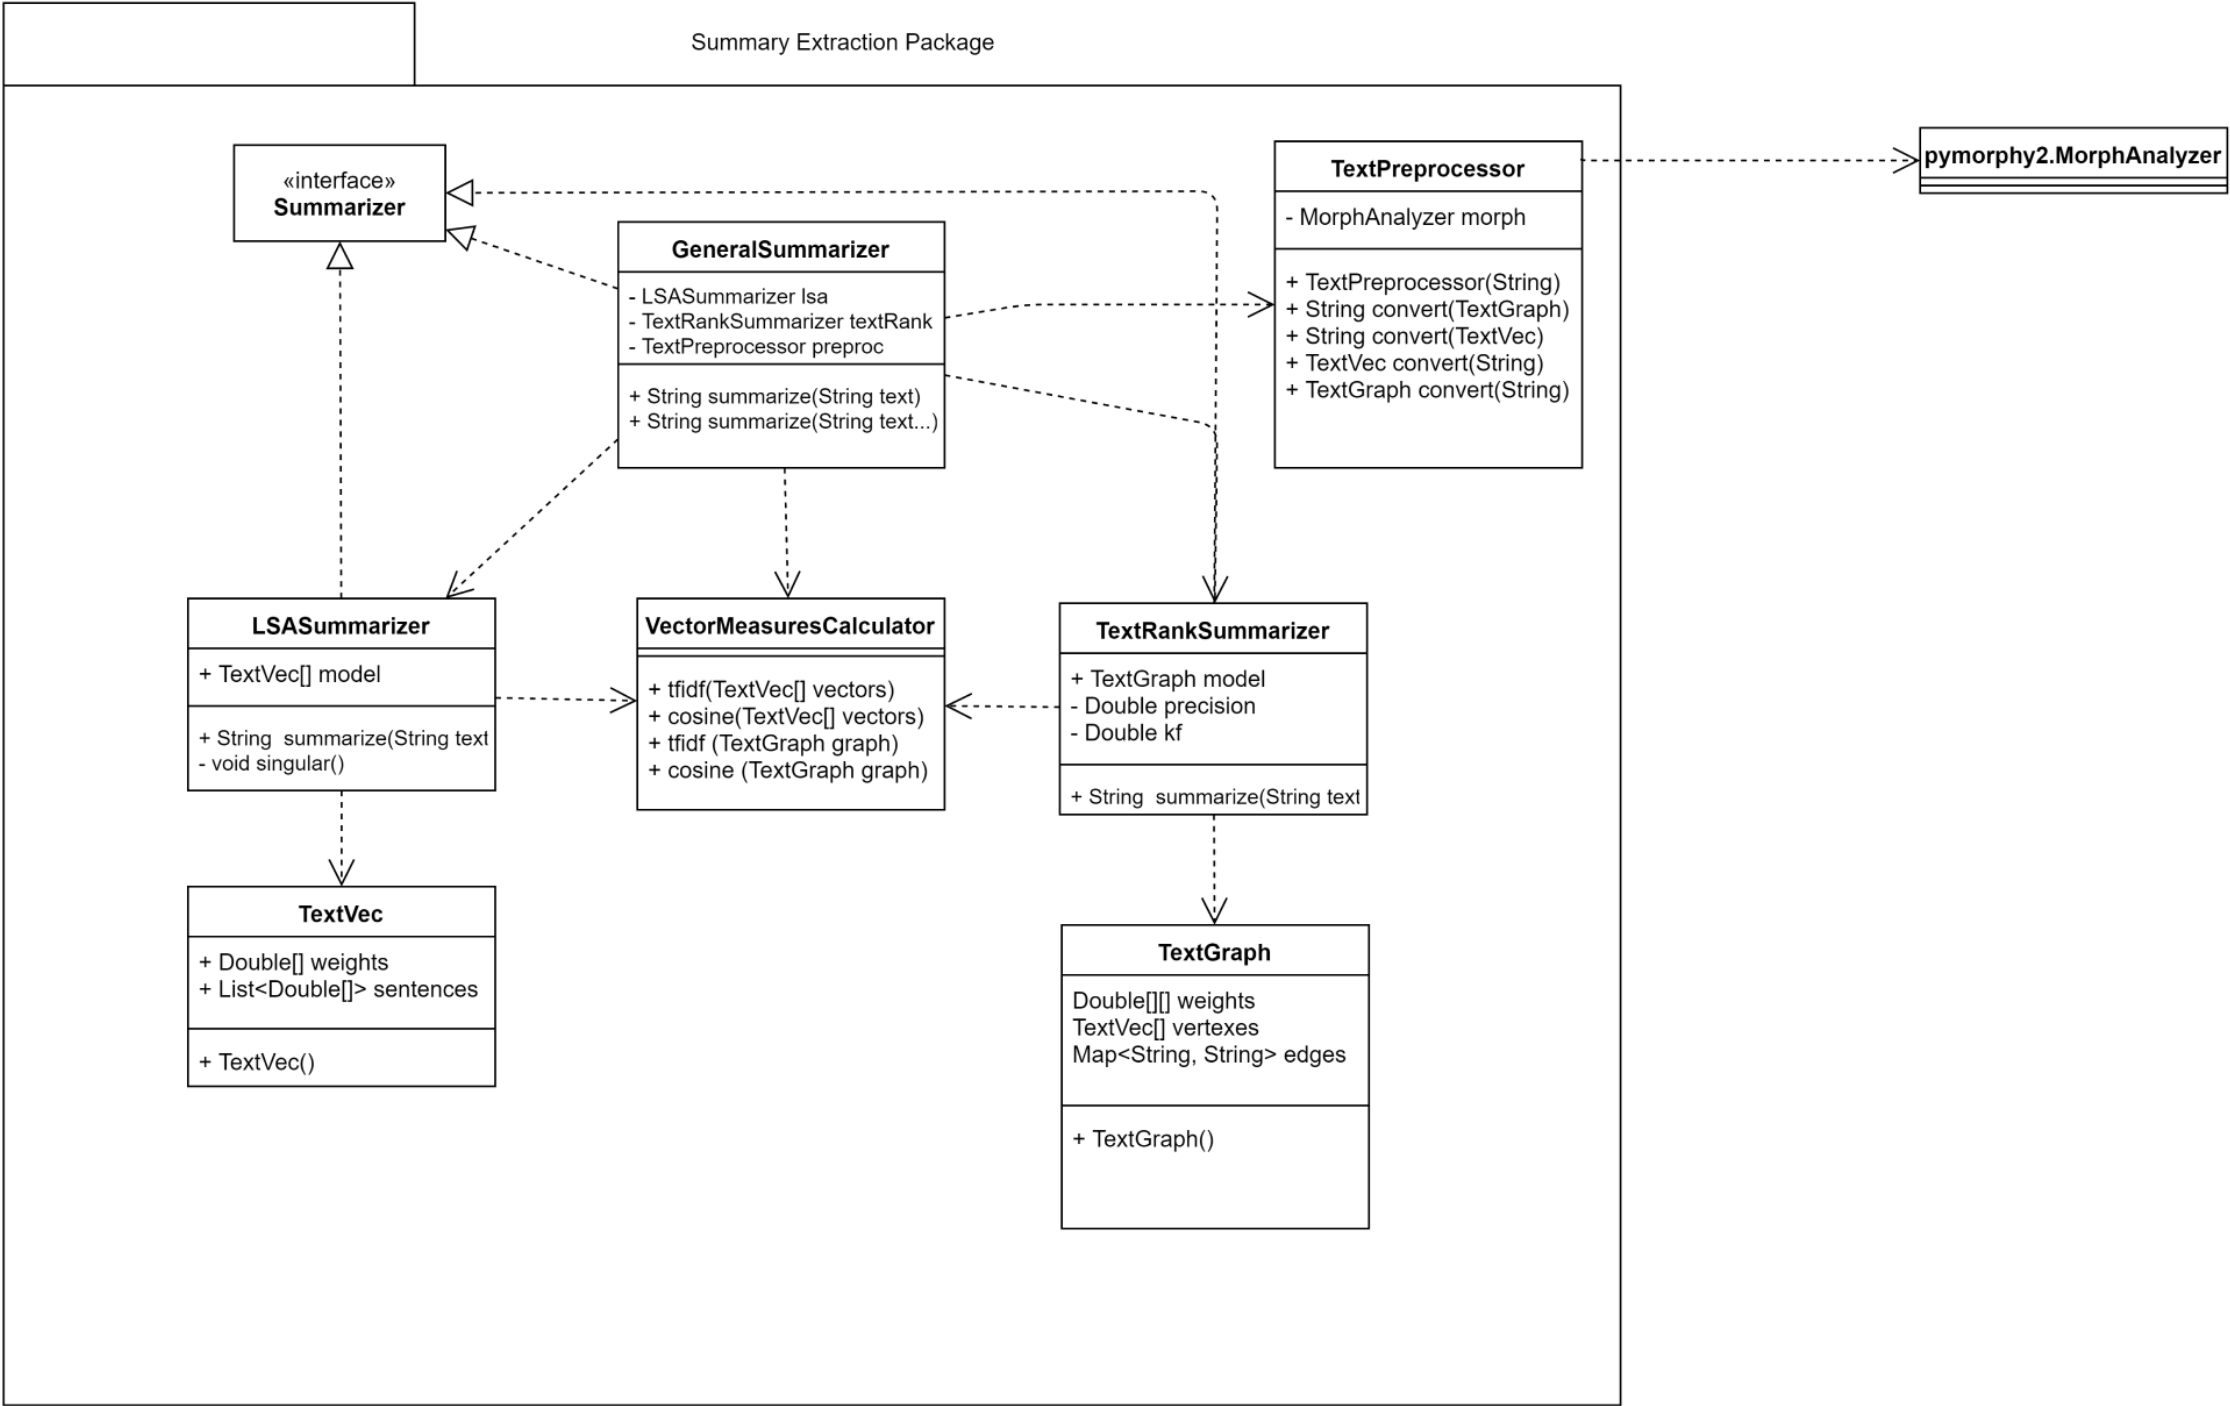 Summary Extraction Package
«interface»
Summarizer
GeneralSummarizer
- LSASummarizer lsa
- TextRankSummarizer textRank
- TextPreprocessor preproc
+ String summarize(String text)
+ String summarize(String text...)
TextPreprocessor
- MorphAnalyzer morph
+ TextPreprocessor(String)
+ String convert(TextGraph)
+ String convert(TextVec)
+ TextVec convert(String)
+ TextGraph convert(String)
pymorphy2.MorphAnalyzer
LSASummarizer
+ TextVec[] model
+ String  summarize(String text
- void singular()
VectorMeasuresCalculator
+ tfidf(TextVec[] vectors)
+ cosine(TextVec[] vectors)
+ tfidf (TextGraph graph)
+ cosine (TextGraph graph)
TextRankSummarizer
+ TextGraph model
- Double precision
- Double kf
+ String  summarize(String text
TextVec
+ Double[] weights
+ List<Double[]> sentences
+ TextVec()
TextGraph
Double[][] weights
TextVec[] vertexes
Map<String, String> edges
+ TextGraph()